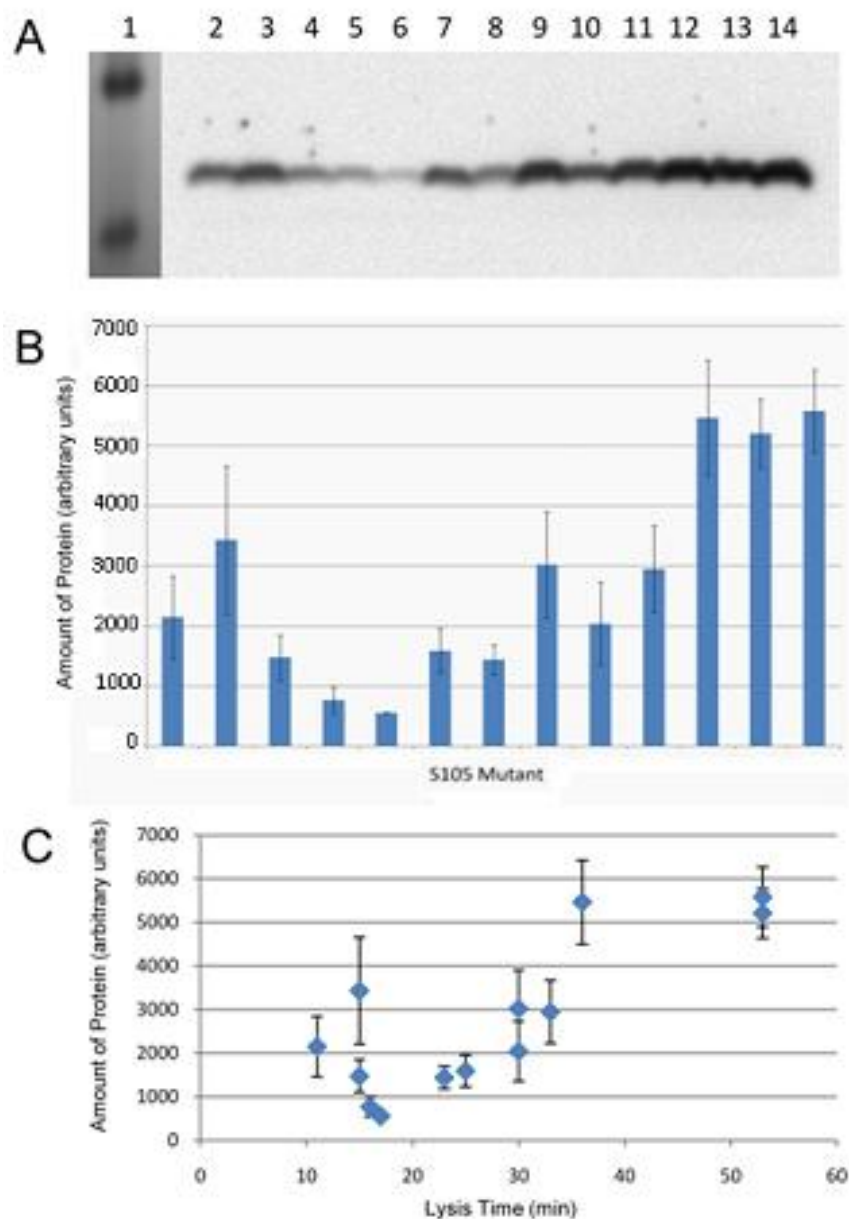 A
1 2 3 4 5 6 7 8 9 10 11 12 13 14
B
Amount of Protein (arbitrary units)
7000
6000
5000
4000
3000
2000
1000
0
S105 Mutant
C
Amount of Protein (arbitrary units)
7000
6000
5000
4000
3000
2000
1000
0
0 10 20 30 40 50 60
Lysis Time (min)